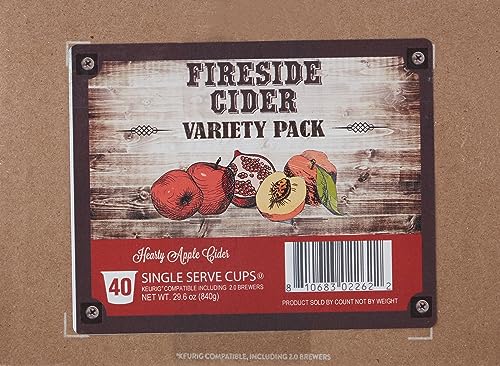 FIRESIDE
CIDER
VARIETY PACK
Hearty Apple Cider
40
SINGLE SERVE CUPS
KEURIG® COMPATIBLE INCLUDING 2.0 BREWERS
NET WT. 29.6 oz (840g)
8 10683 02262 2
PRODUCT SOLD BY COUNT NOT BY WEIGHT
*KEURIG COMPATIBLE, INCLUDING 2.0 BREWERS